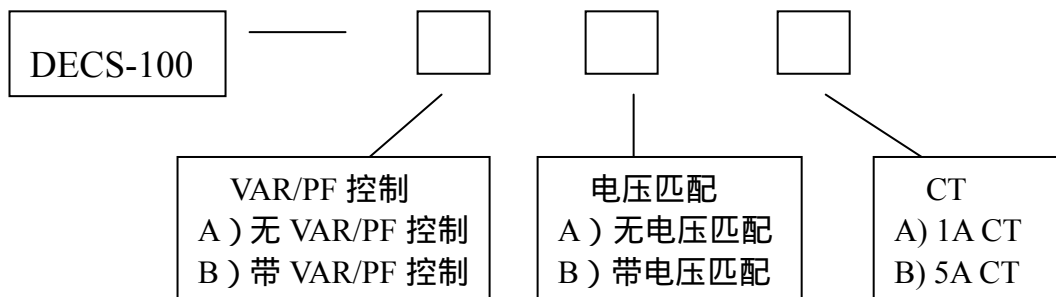 DECS-100
VAR/PF 控制
A）无 VAR/PF 控制
B）带 VAR/PF 控制
电压匹配
A）无电压匹配
B）带电压匹配
CT
A) 1A CT
B) 5A CT